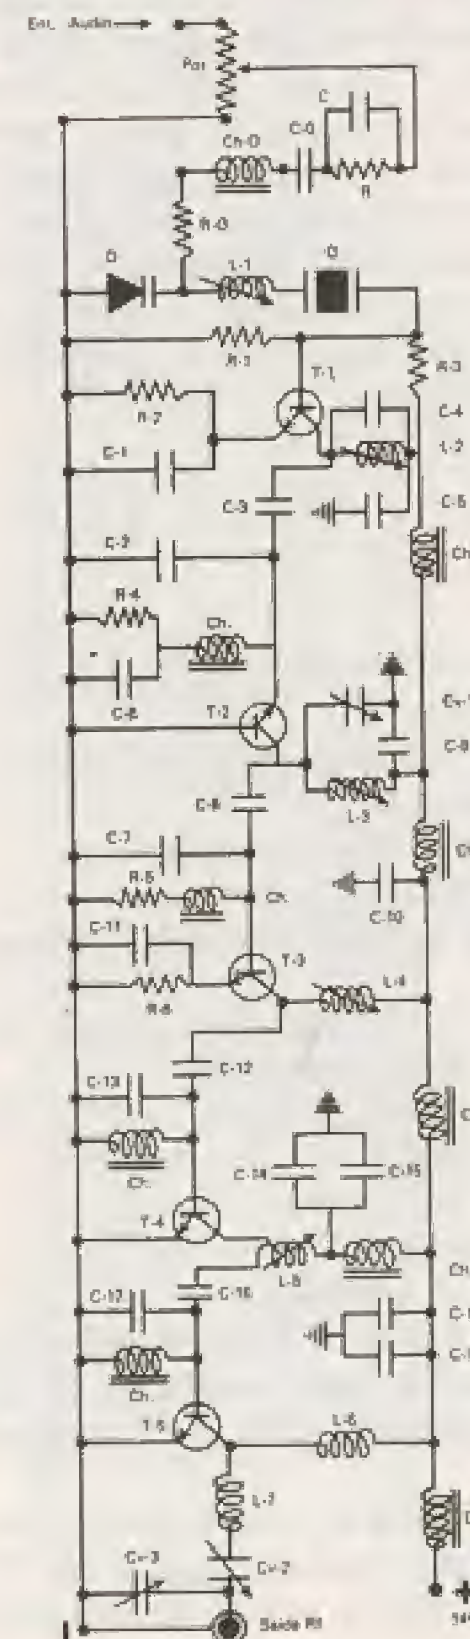 Ent. Audio
Pot
C
Ch-O
C-0
R
R-0
D
L-1
Q
R-1
T-1
R-3
R-2
C-4
C-1
L-2
C-3
C-5
Ch
C-2
R-4
Ch.
C-6
T-2
L-3
C-7
R-5
Ch.
C-10
C-11
T-3
L-4
R-6
C-12
C-13
Ch.
C-14
C-15
T-4
L-5
Ch
C-17
C-16
Ch.
T-5
L-6
L-7
Cv-3
Cv-2
+
Saida RF